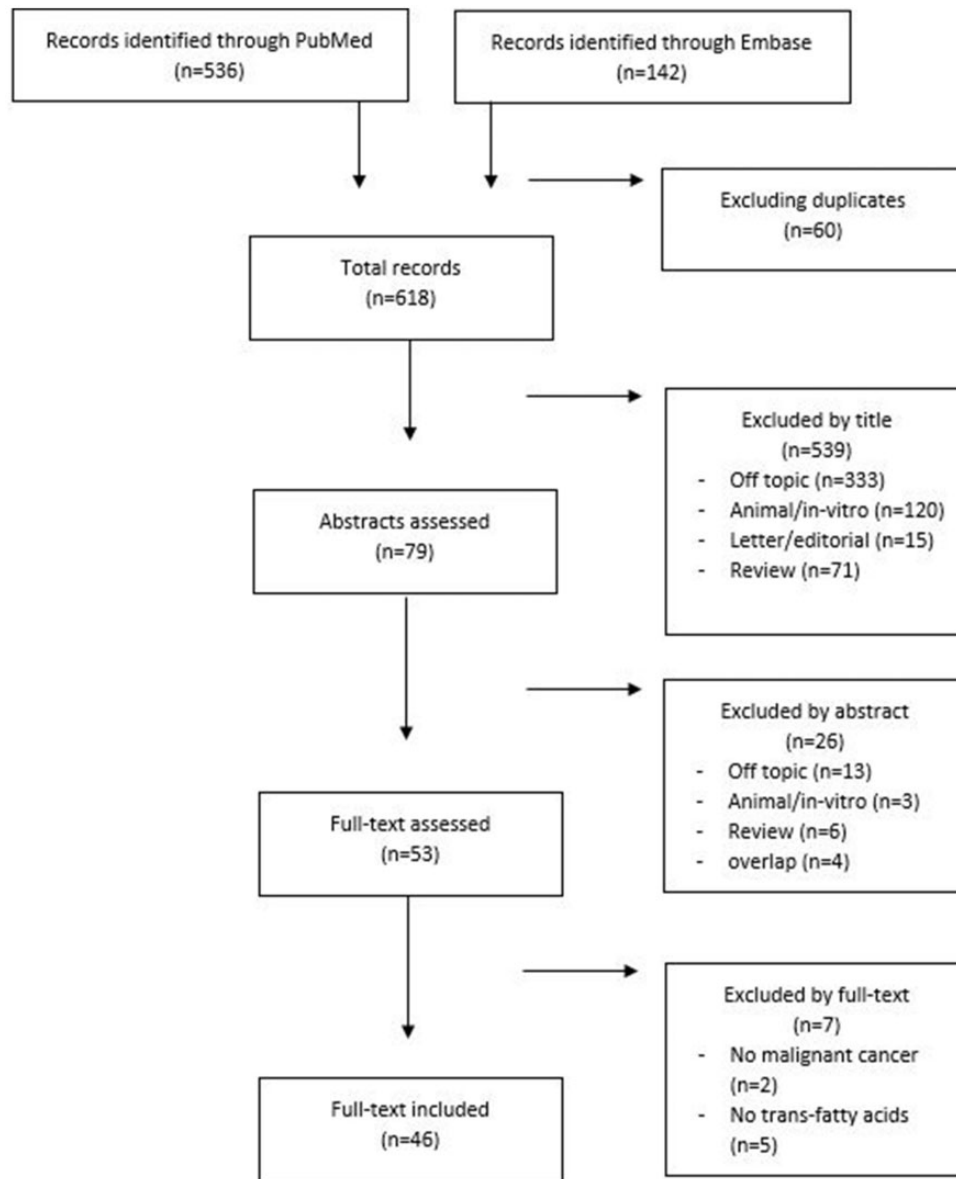 Records identified through PubMed
(n=536)
Records identified through Embase
(n=142)
Excluding duplicates
(n=60)
Total records
(n=618)
Excluded by title
(n=539)
- Off topic (n=333)
- Animal/in-vitro (n=120)
- Letter/editorial (n=15)
- Review (n=71)
Abstracts assessed
(n=79)
Excluded by abstract
(n=26)
- Off topic (n=13)
- Animal/in-vitro (n=3)
- Review (n=6)
- overlap (n=4)
Full-text assessed
(n=53)
Excluded by full-text
(n=7)
- No malignant cancer
(n=2)
- No trans-fatty acids
(n=5)
Full-text included
(n=46)